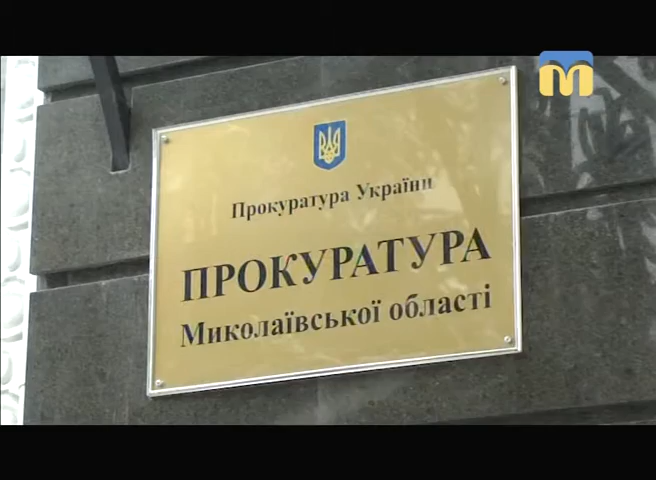 Прокуратура України
ПРОКУРАТУРА
Миколаївської області